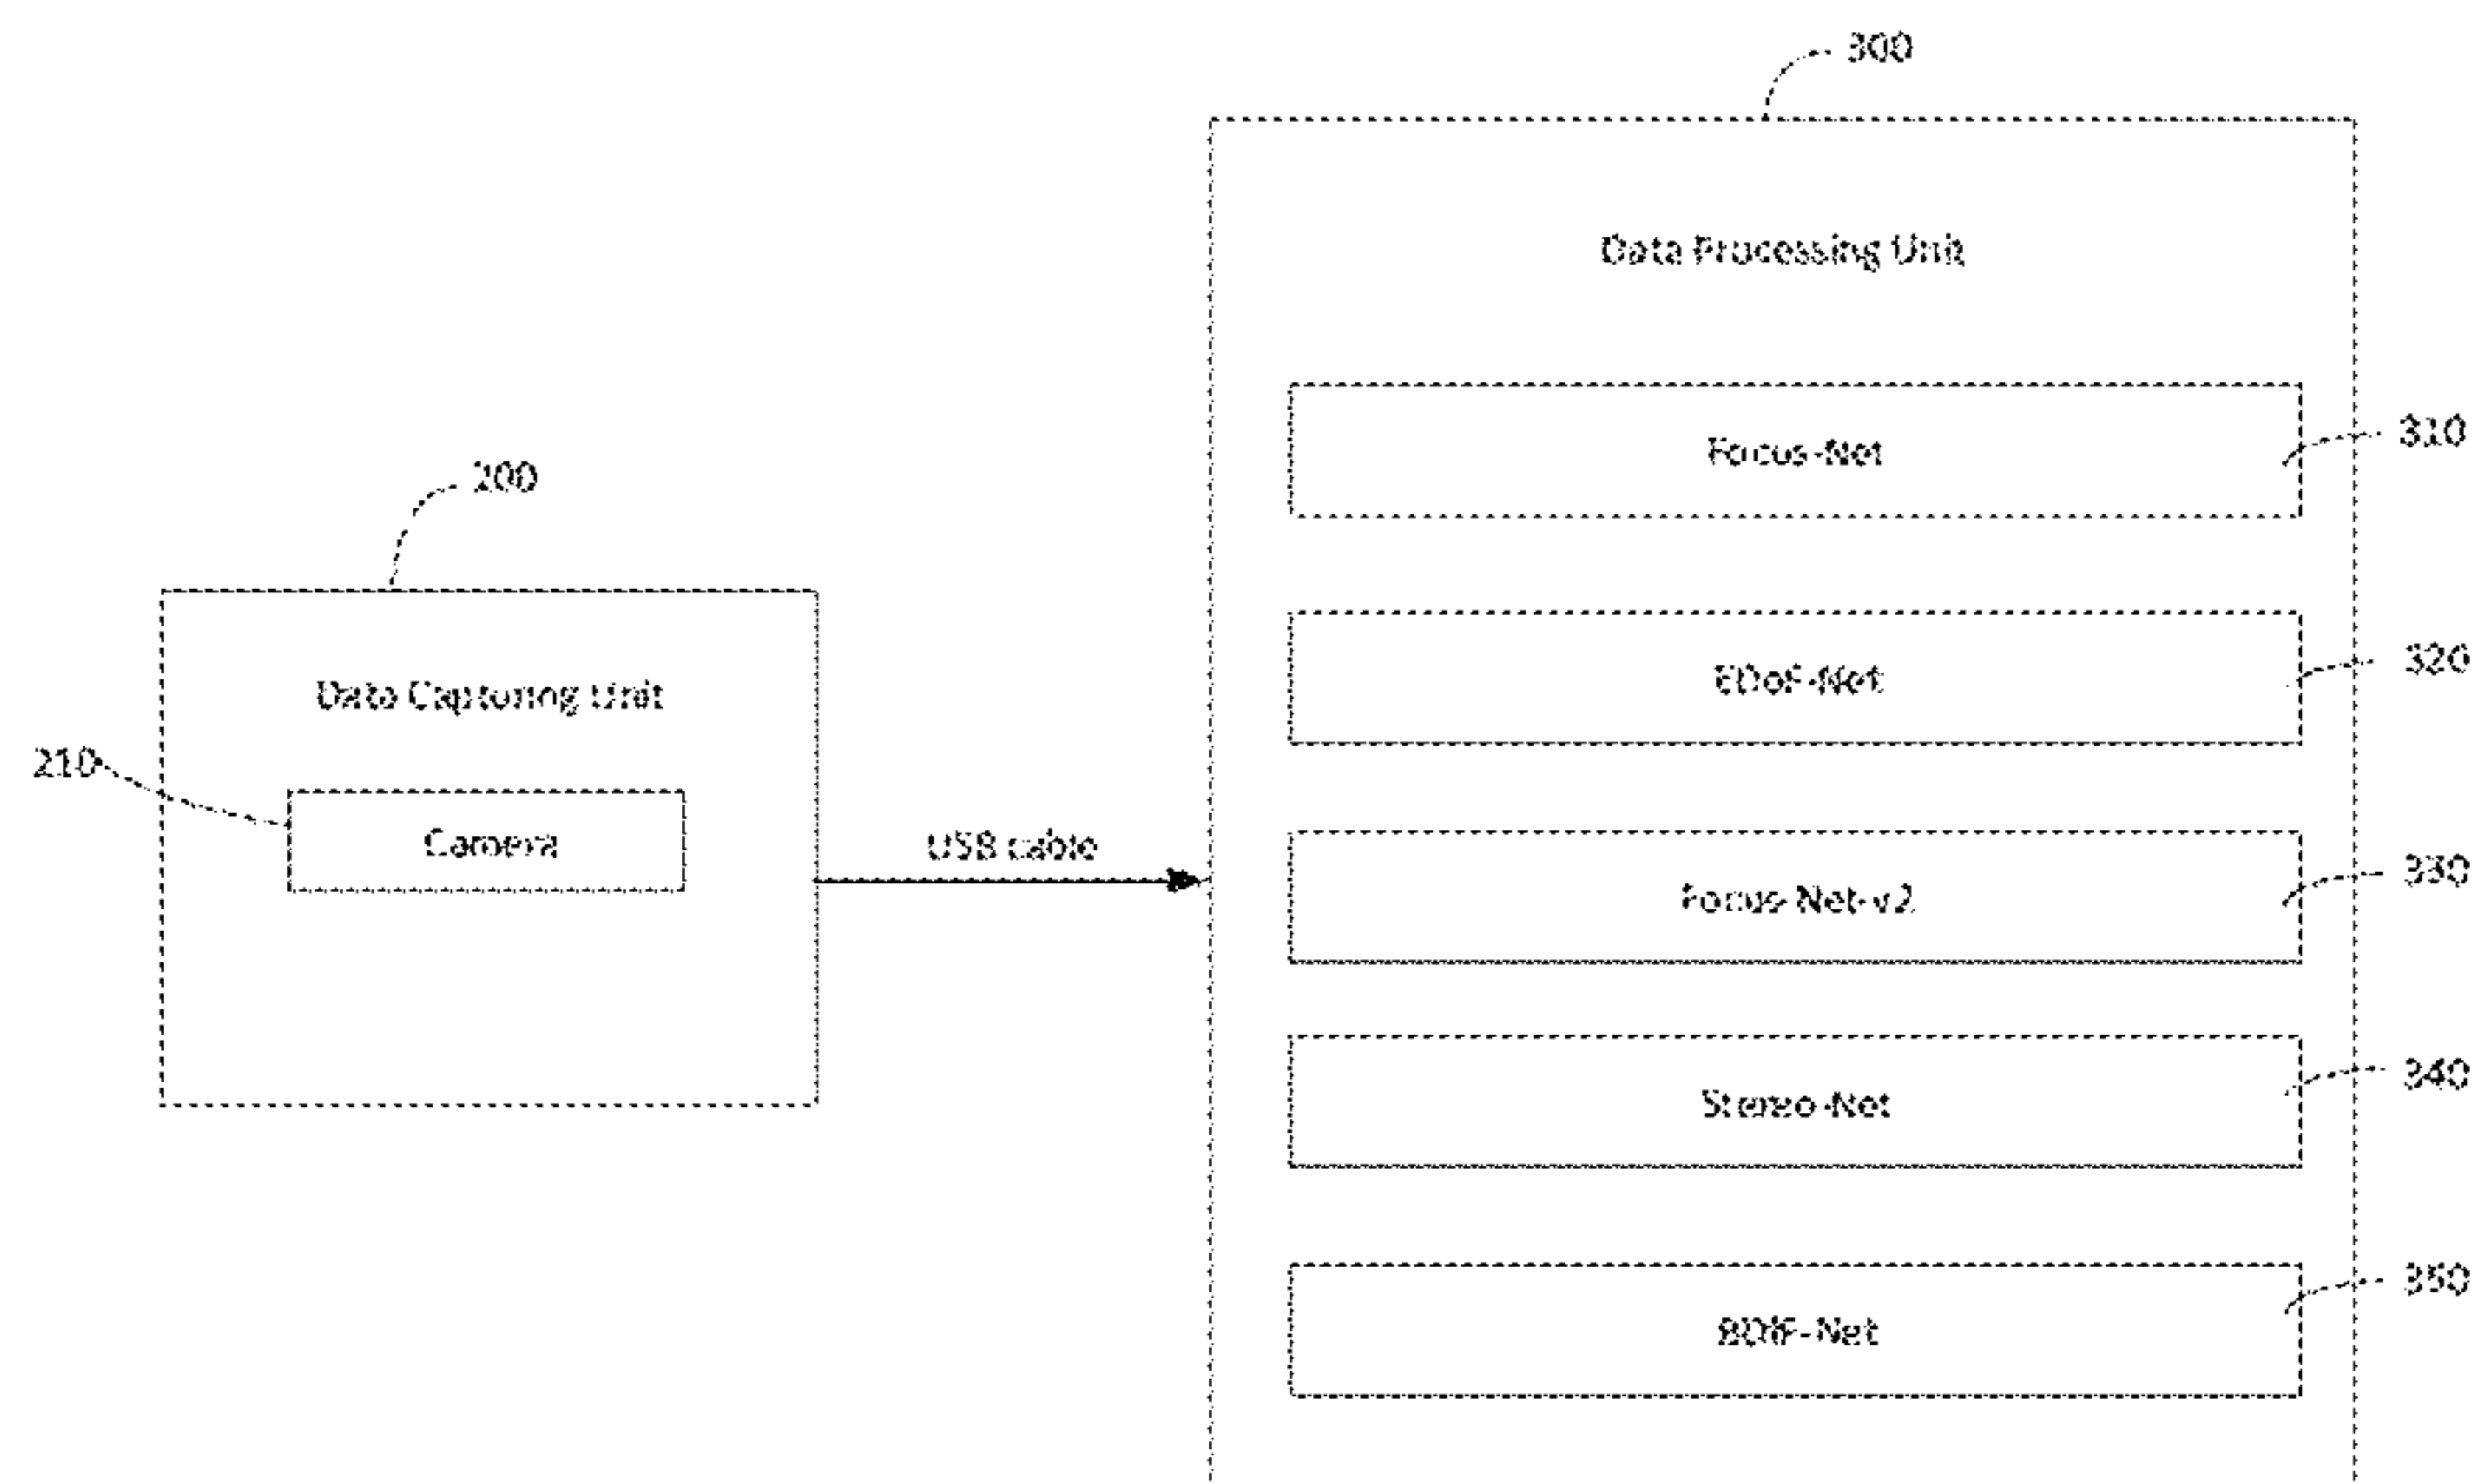 300
Data Processing Unit
Focus-Net
310
200
EDoF-Net
320
Data Capturing Unit
210
Camera
USB cable
Focus-Net-v2
330
Stereo-Net
340
BDfF-Net
350